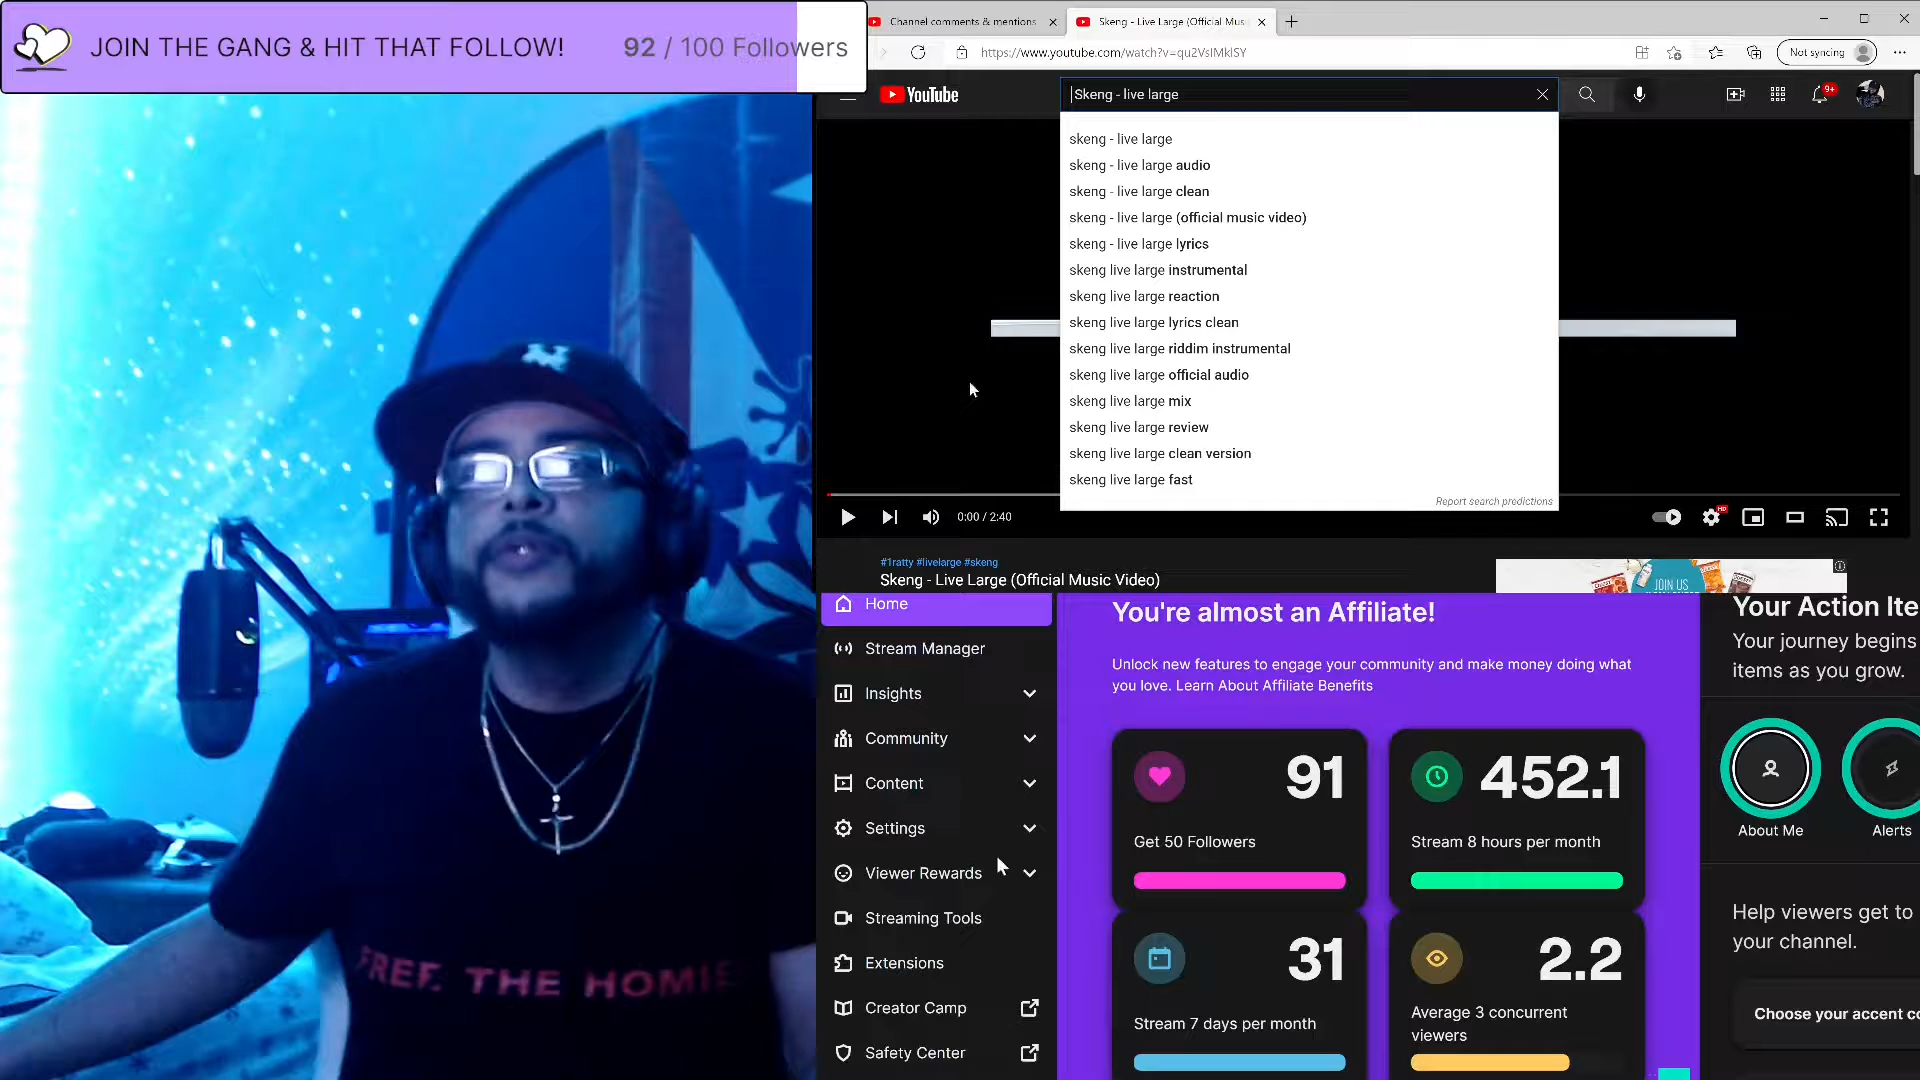 JOIN THE GANG & HIT THAT FOLLOW!
92 / 100 Followers
Channel comments & mentions
Skeng - Live Large (Official Mus
https://www.youtube.com/watch?v=qu2VsIMkISY
Not syncing
YouTube
Skeng - live large
9+
skeng - live large
skeng - live large audio
skeng - live large clean
skeng - live large (official music video)
skeng - live large lyrics
skeng live large instrumental
skeng live large reaction
skeng live large lyrics clean
skeng live large riddim instrumental
skeng live large official audio
skeng live large mix
skeng live large review
skeng live large clean version
skeng live large fast
Report search predictions
0:00 / 2:40
HD
#1ratty #livelarge #skeng
Skeng - Live Large (Official Music Video)
JOIN US
Home
Stream Manager
Insights
Community
Content
Settings
Viewer Rewards
Streaming Tools
Extensions
Creator Camp
Safety Center
You're almost an Affiliate!
Unlock new features to engage your community and make money doing what
you love. Learn About Affiliate Benefits
91
Get 50 Followers
452.1
Stream 8 hours per month
31
Stream 7 days per month
2.2
Average 3 concurrent
viewers
Your Action Ite
Your journey begins
items as you grow.
About Me
Alerts
Help viewers get to
your channel.
Choose your accent co
FREE THE HOMIE